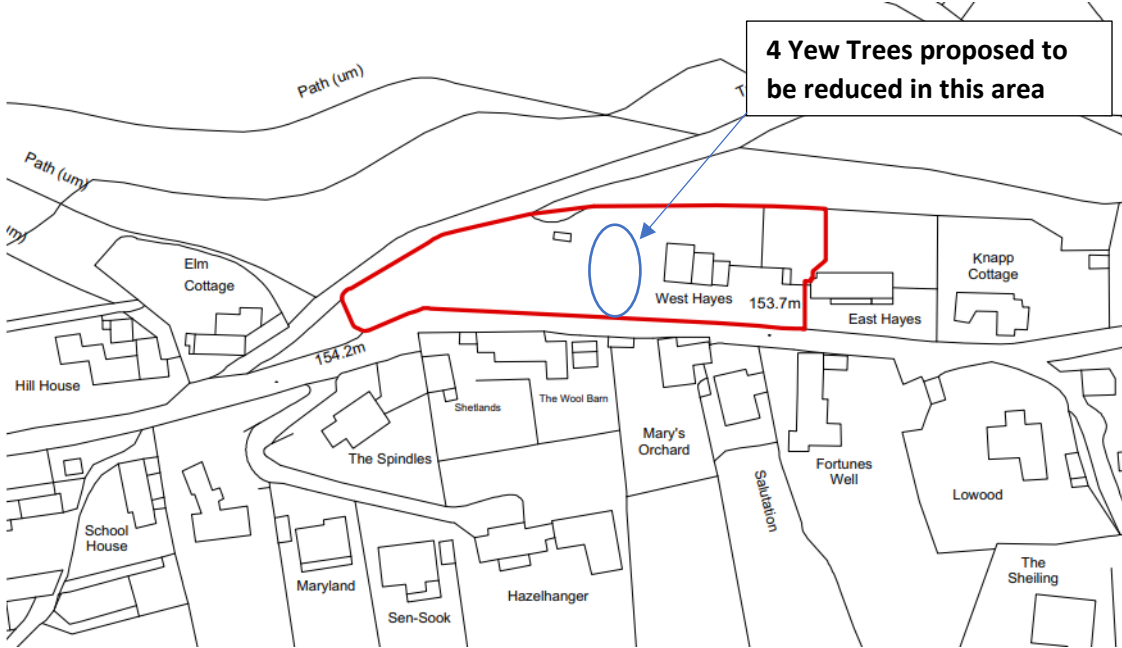 4 Yew Trees proposed to
be reduced in this area
Path (um)
Path (um)
Elm
Cottage
Knapp
Cottage
West Hayes
153.7m
East Hayes
154.2m
Hill House
Shetlands
The Wool Barn
Mary's
Orchard
The Spindles
Fortunes
Well
Salutation
Lowood
School
House
Maryland
Sen-Sook
Hazelhanger
The
Sheiling